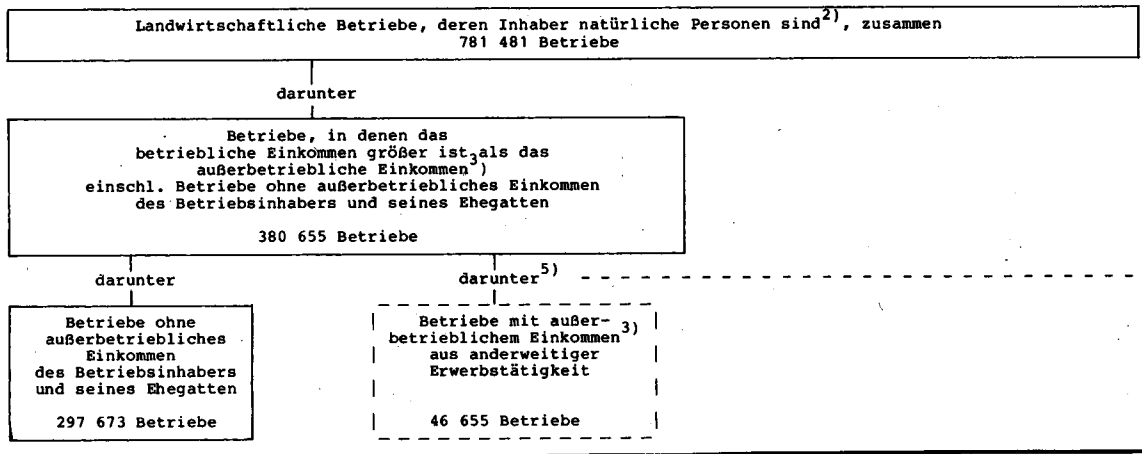 Landwirtschaftliche Betriebe, deren Inhaber natürliche Personen sind2), zusammen
781 481 Betriebe
darunter
Betriebe, in denen das
betriebliche Einkommen größer ist als das
außerbetriebliche Einkommen3)
einschl. Betriebe ohne außerbetriebliches Einkommen
des Betriebsinhabers und seines Ehegatten
380 655 Betriebe
darunter
darunter5)
Betriebe ohne
außerbetriebliches
Einkommen
des Betriebsinhabers
und seines Ehegatten
297 673 Betriebe
Betriebe mit außer-
betrieblichem Einkommen3)
aus anderweitiger
Erwerbstätigkeit
46 655 Betriebe